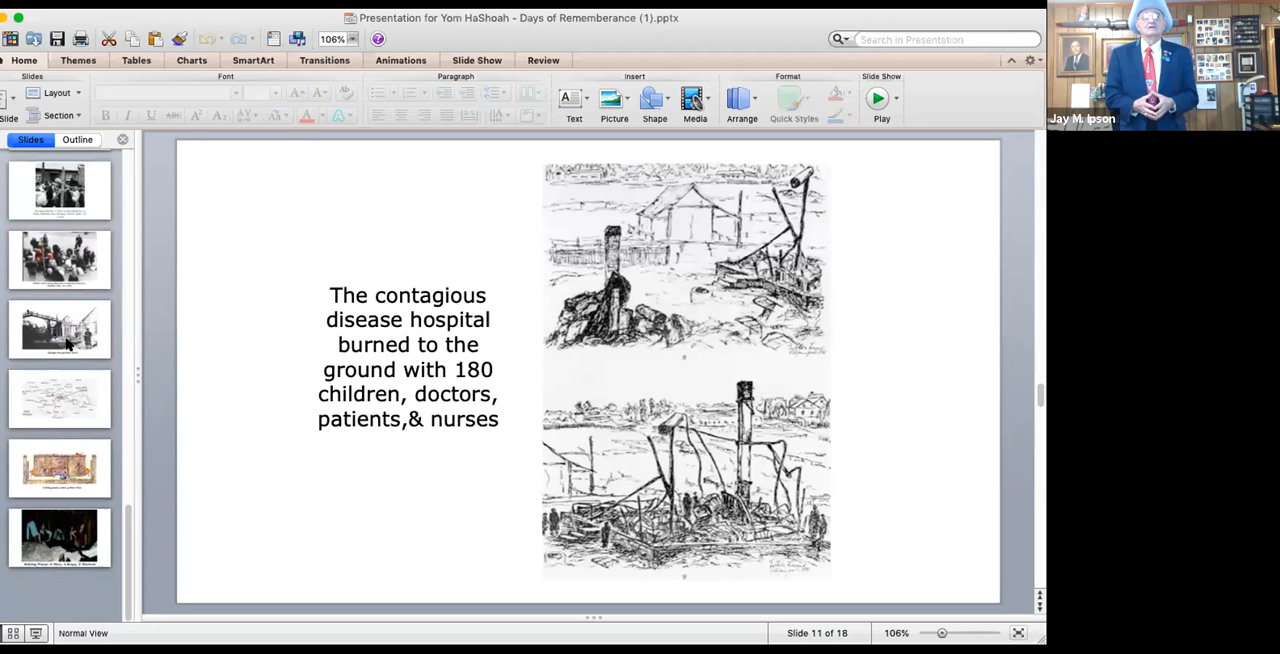 Presentation for Yom HaShoah - Days of Rememberance (1).pptx
106%
Search in Presentation
Home
Themes
Tables
Charts
SmartArt
Transitions
Animations
Slide Show
Review
Slides
Font
Paragraph
Insert
Format
Slide Show
Layout
Section
Slide
B I U ABC
Text
Picture
Shape
Media
Arrange
Quick Styles
Play
Jay M. Ipson
Slides
Outline
The contagious
disease hospital
burned to the
ground with 180
children, doctors,
patients,& nurses
Normal View
Slide 11 of 18
106%